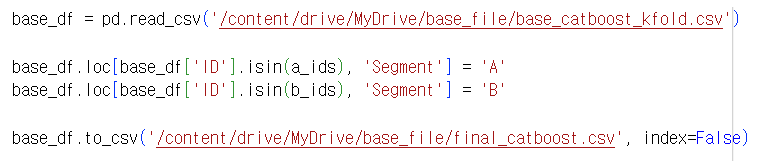 base_df = pd.read_csv('/content/drive/MyDrive/base_file/base_catboost_kfold.csv')
base_df.loc[base_df['ID'].isin(a_ids), 'Segment'] = 'A'
base_df.loc[base_df['ID'].isin(b_ids), 'Segment'] = 'B'
base_df.to_csv('/content/drive/MyDrive/base_file/final_catboost.csv', index=False)